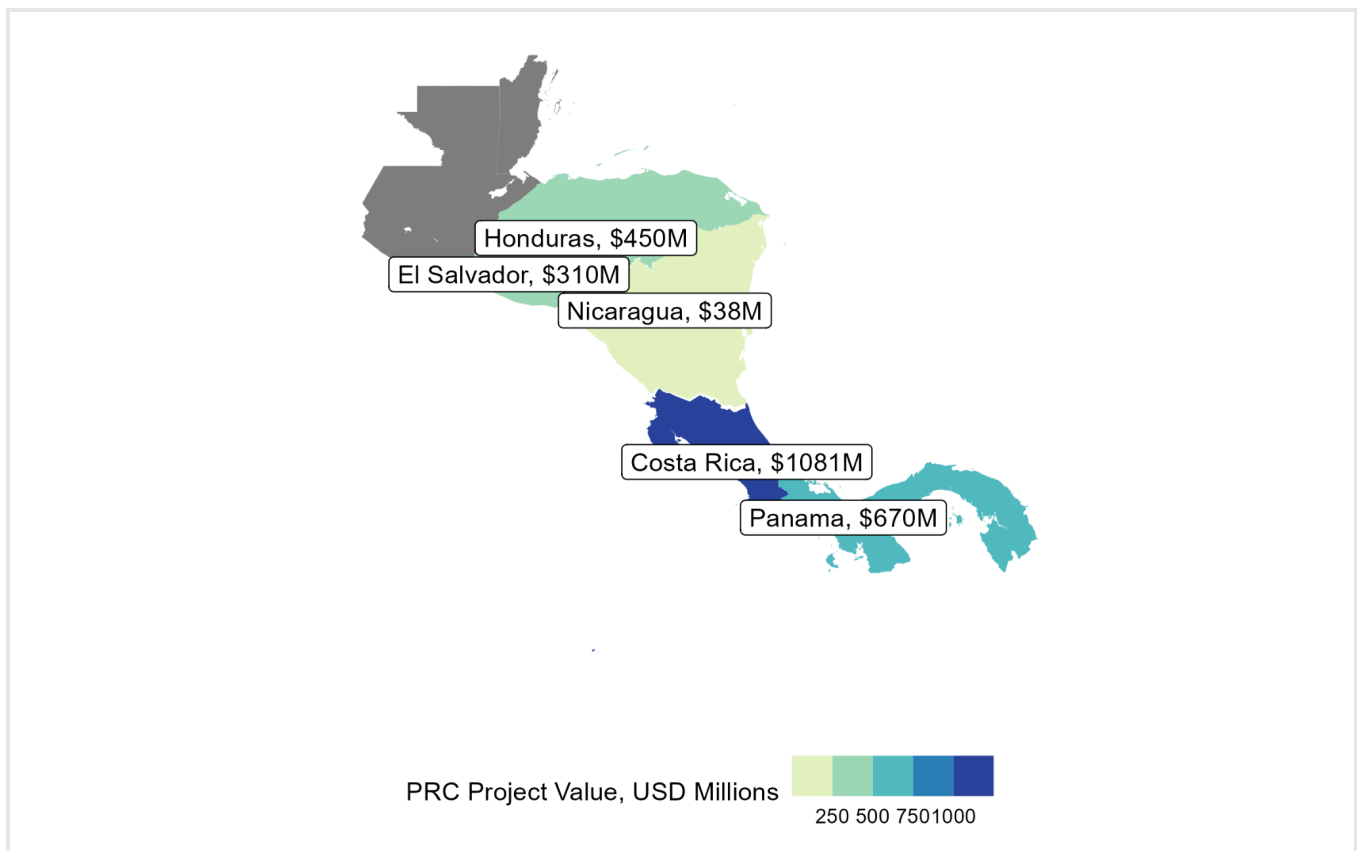 Honduras, $450M
El Salvador, $310M
Nicaragua, $38M
Costa Rica, $1081M
Panama, $670M
PRC Project Value, USD Millions
250 500 7501000